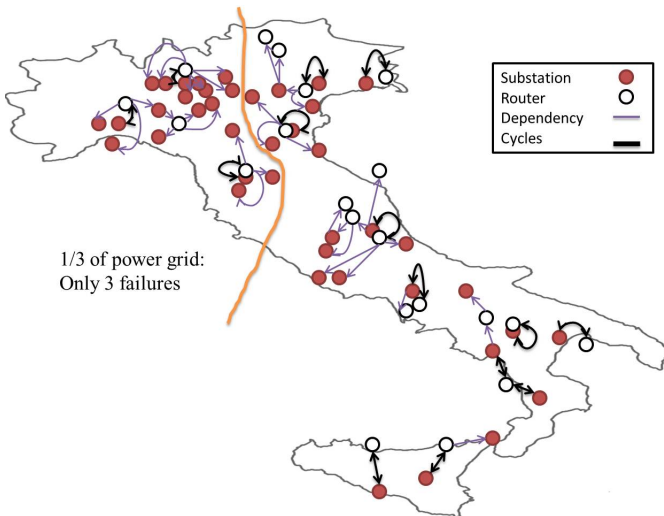 Substation
Router
Dependency
Cycles
1/3 of power grid:
Only 3 failures